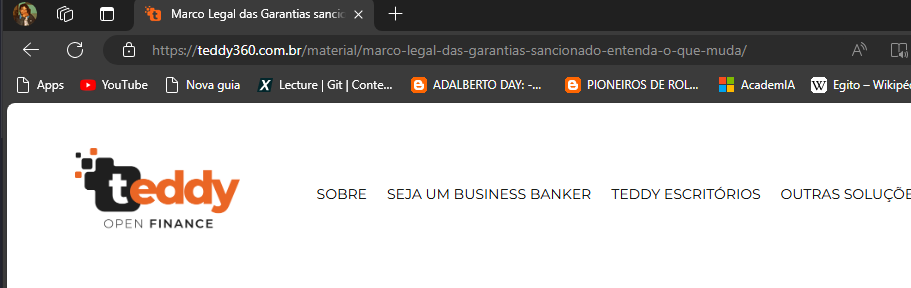 Marco Legal das Garantias sancio
https://teddy360.com.br/material/marco-legal-das-garantias-sancionado-entenda-o-que-muda/
Apps YouTube Nova guia Lecture | Git | Conte... ADALBERTO DAY: -... PIONEIROS DE ROL... AcademIA Egito – Wikipéd
teddy
OPEN FINANCE
SOBRE SEJA UM BUSINESS BANKER TEDDY ESCRITÓRIOS OUTRAS SOLUÇÕE